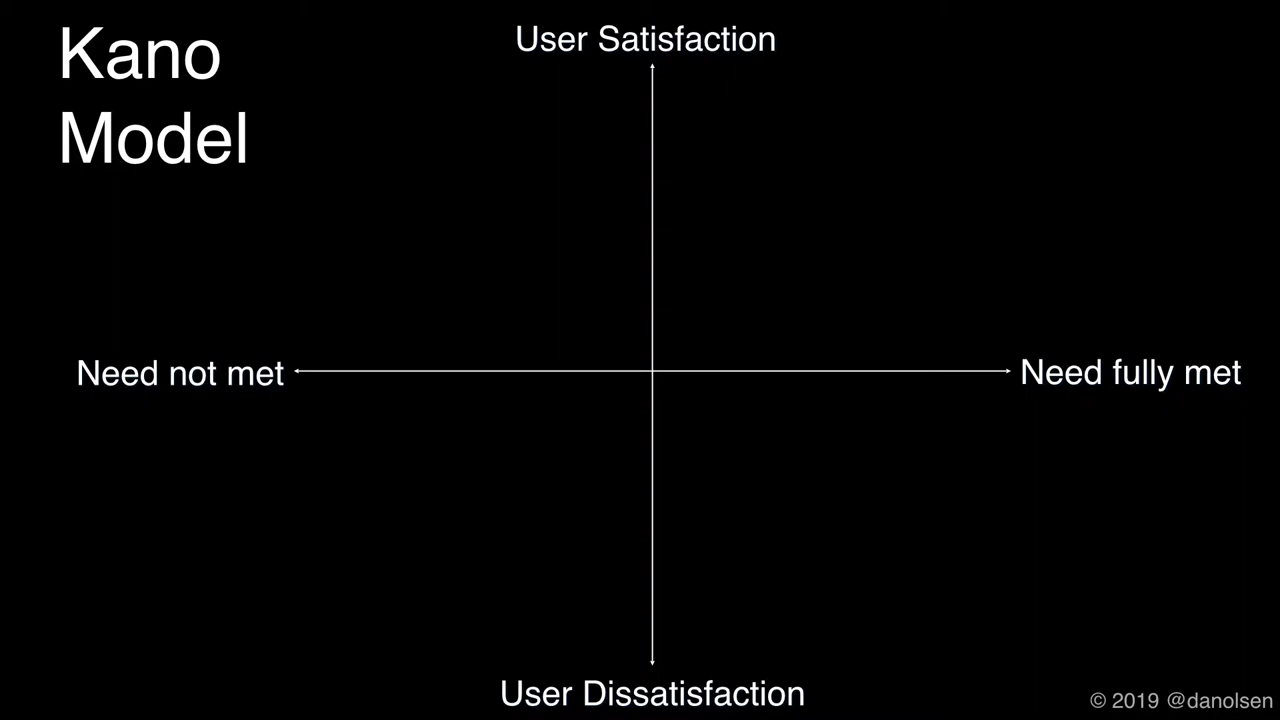 Kano
Model
User Satisfaction
Need not met
Need fully met
User Dissatisfaction
© 2019 @danolsen